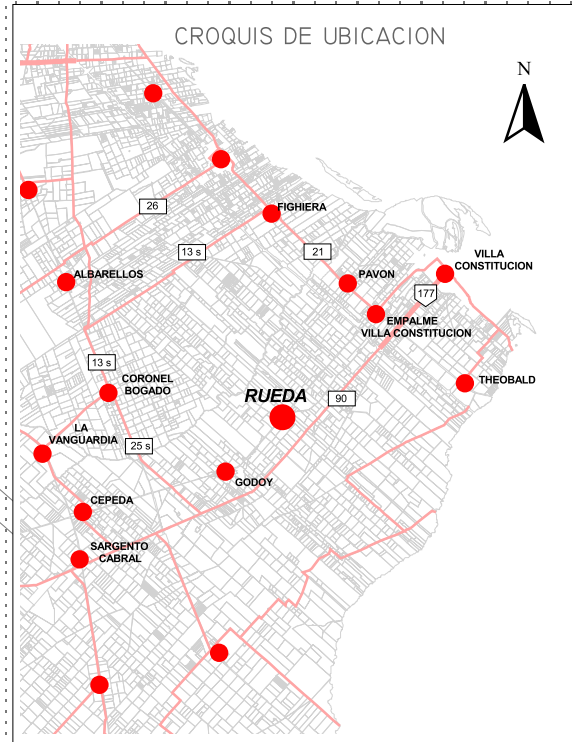 CROQUIS DE UBICACION
N
FIGHIERA
26
13 s
21
VILLA
CONSTITUCION
ALBARELLOS
PAVON
177
EMPALME
VILLA CONSTITUCION
13 s
CORONEL
BOGADO
THEOBALD
RUEDA
90
LA
VANGUARDIA
25 s
GODOY
CEPEDA
SARGENTO
CABRAL